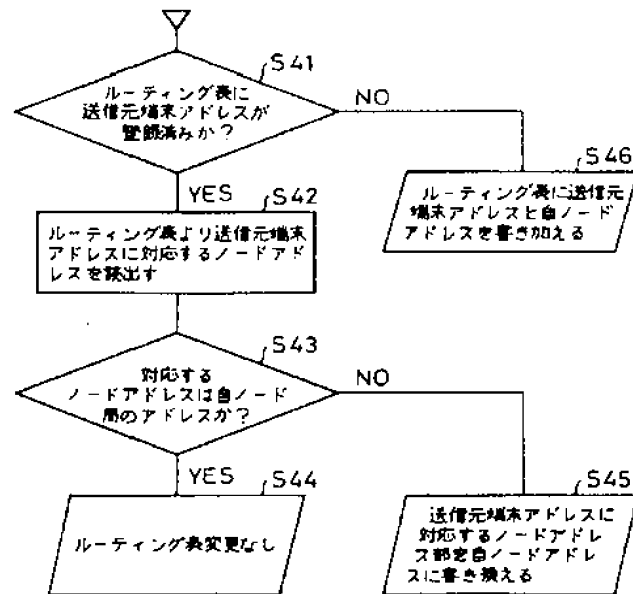 S41
ルーティング表に
送信元端末アドレスが
登録済みか？
NO
YES
S46
ルーティング表に送信元
端末アドレスと自ノード
アドレスを書き加える
S42
ルーティング表より送信元端末
アドレスに対応するノードアド
レスを読出す
S43
対応する
ノードアドレスは自ノード
局のアドレスか？
NO
YES
S44
ルーティング表変更なし
S45
送信元端末アドレスに
対応するノードアドレ
ス部を自ノードアドレ
スに書き換える